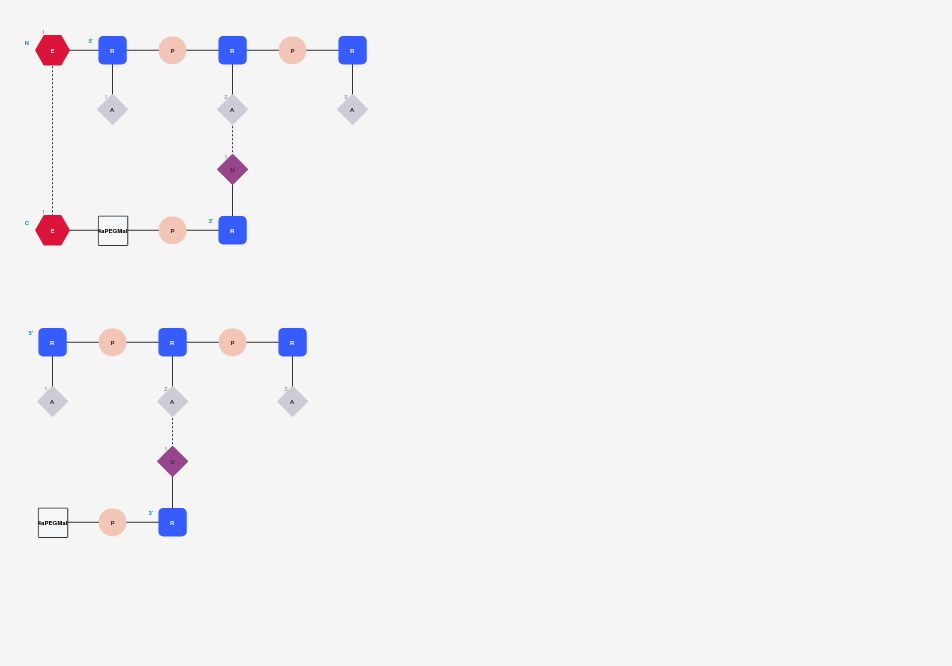 1
N E 5' R P R P R
1 A 2 A 3 A
U
1 3'
C E 4aPEGMal P R
5' R P R P R
1 A 2 A 3 A
1 U
3'
4aPEGMal P R